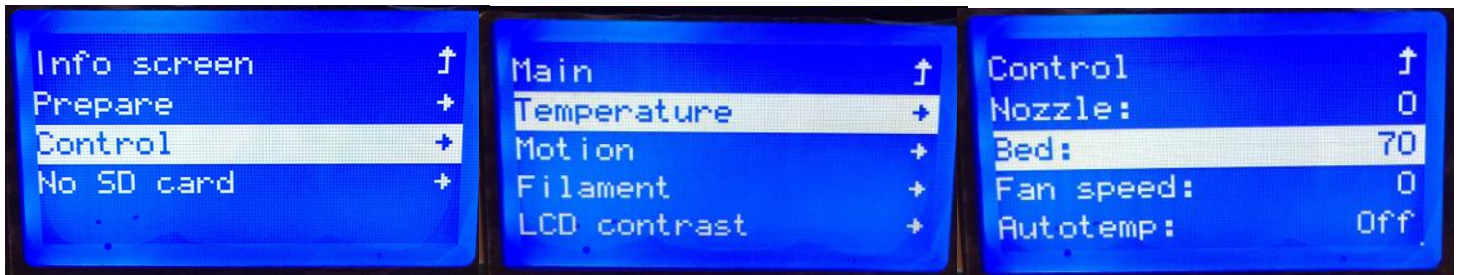 Info screen
Prepare
Control
No SD card
Main
Temperature
Motion
Filament
LCD contrast
Control
Nozzle: 0
Bed: 70
Fan speed: 0
Autotemp: Off